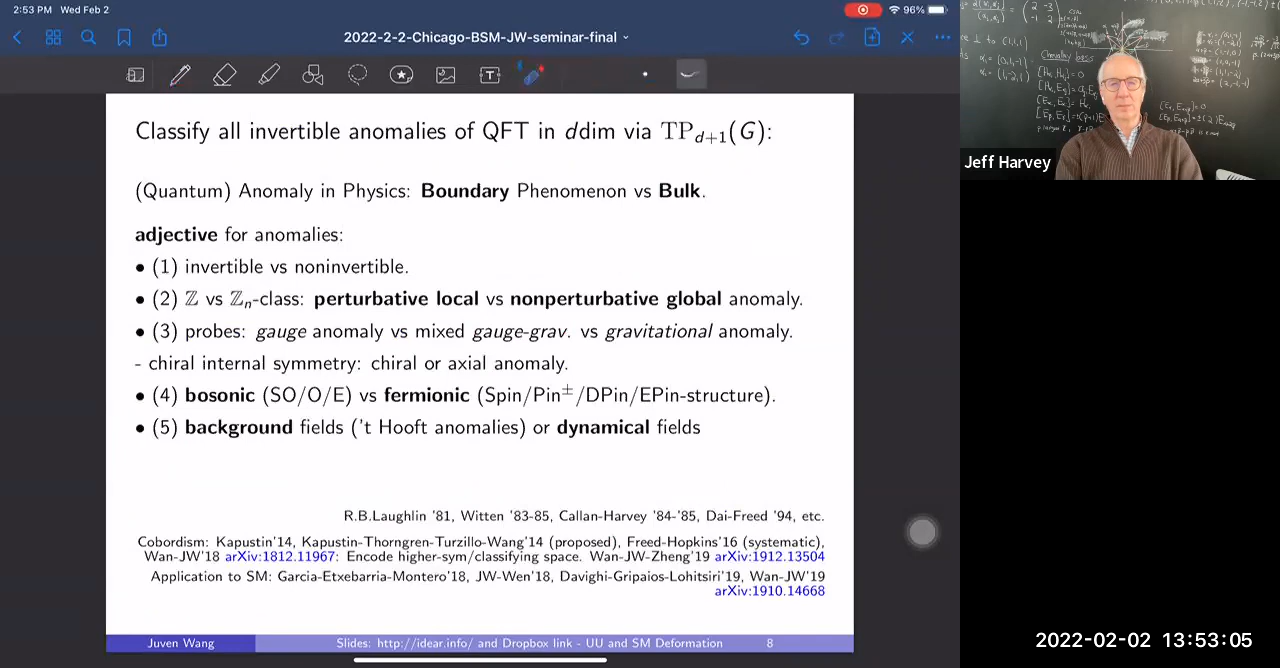 2:53 PM Wed Feb 2
96%
2022-2-2-Chicago-BSM-JW-seminar-final
Classify all invertible anomalies of QFT in ddim via TP_{d+1}(G):
(Quantum) Anomaly in Physics: Boundary Phenomenon vs Bulk.
adjective for anomalies:
• (1) invertible vs noninvertible.
• (2) ℤ vs ℤ_n-class: perturbative local vs nonperturbative global anomaly.
• (3) probes: gauge anomaly vs mixed gauge-grav. vs gravitational anomaly.
- chiral internal symmetry: chiral or axial anomaly.
• (4) bosonic (SO/O/E) vs fermionic (Spin/Pin±/DPin/EPin-structure).
• (5) background fields ('t Hooft anomalies) or dynamical fields
R.B.Laughlin '81, Witten '83-85, Callan-Harvey '84-'85, Dai-Freed '94, etc.
Cobordism: Kapustin'14, Kapustin-Thorngren-Turzillo-Wang'14 (proposed), Freed-Hopkins'16 (systematic),
Wan-JW'18 arXiv:1812.11967: Encode higher-sym/classifying space. Wan-JW-Zheng'19 arXiv:1912.13504
Application to SM: Garcia-Etxebarria-Montero'18, JW-Wen'18, Davighi-Gripaios-Lohitsiri'19, Wan-JW'19
arXiv:1910.14668
Juven Wang
Slides: http://idear.info/ and Dropbox link - UU and SM Deformation
8
Jeff Harvey
2022-02-02 13:53:05